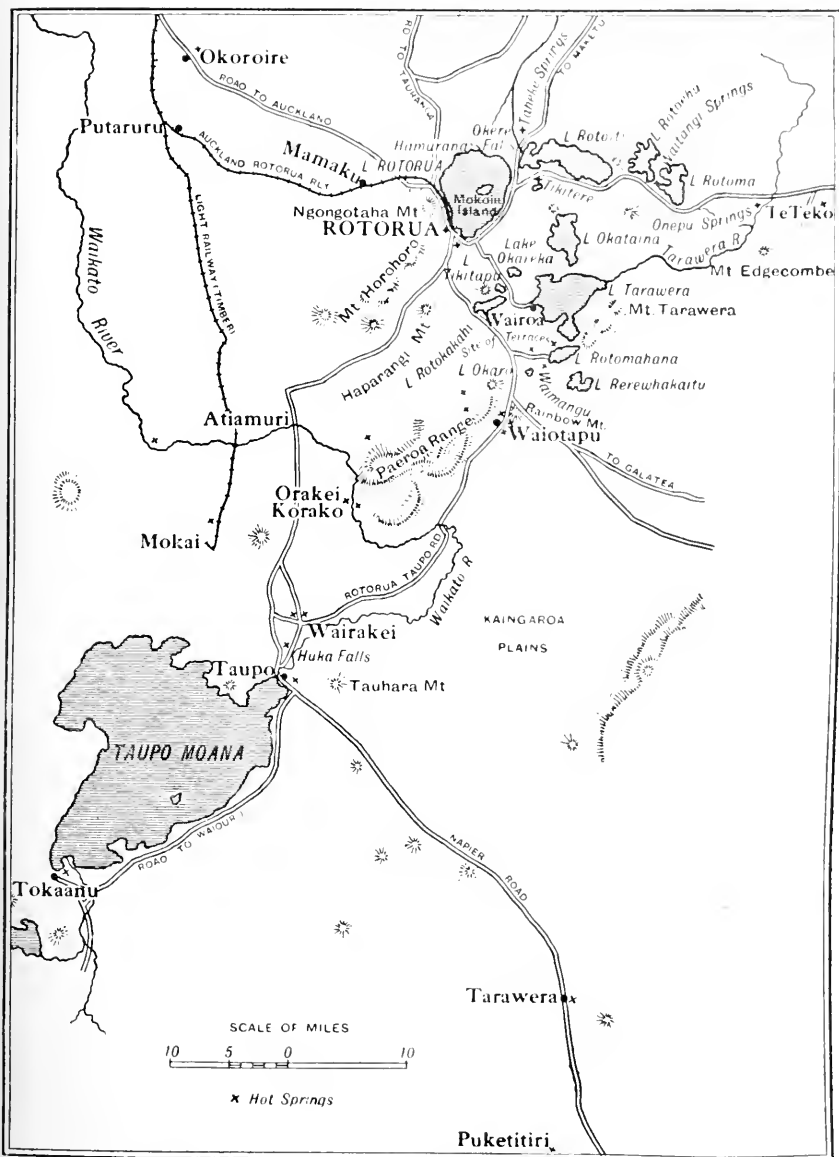 Okoroire
ROAD TO AUCKLAND
Putaruru
AUCKLAND ROTORUA RLY
Mamaku
L ROTORUA
RD TO TAURANGA
TO MAKETU
Taheke Springs
Okere Falls
Hamurana
L Rotoiti
L Rotoehu
Waitangi Springs
L Rotoma
Tikitere
Mokoia
Island
Ngongotaha Mt
ROTORUA
Onepu Springs
TeTeko
L Okataina
Tarawera R
Mt Edgecombe
Lake
Okareka
L
Tikitapu
L Tarawera
Mt. Tarawera
Wairoa
Site of Terraces
L Rotomahana
L Rerewhakaitu
Waimangu
Mt Horohoro
Haparangi Mt
L Rotokakahi
L Okaro
Rainbow Mt.
Waiotapu
TO GALATEA
Paeroa Range
Waikato
River
LIGHT RAILWAY (TIMBER)
Atiamuri
Orakei
Korako
Mokai
ROTORUA TAUPO RD
Waikato R
Wairakei
KAINGAROA
PLAINS
Huka Falls
Taupo
Tauhara Mt
TAUPO MOANA
ROAD TO WAIOURU
NAPIER
ROAD
Tokaanu
Tarawera
SCALE OF MILES
10 5 0 10
× Hot Springs
Puketitiri